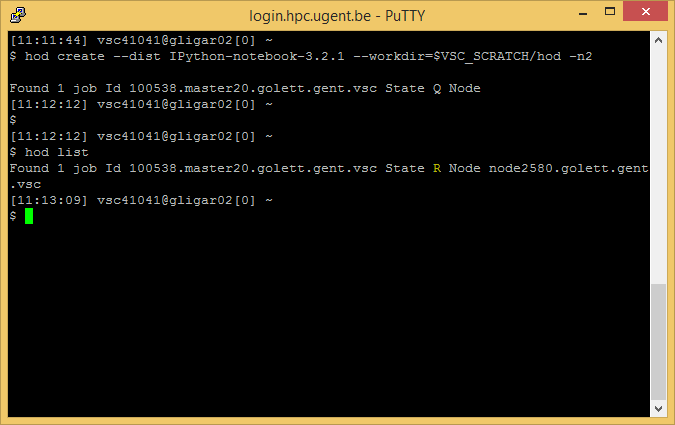 login.hpc.ugent.be - PuTTY
[11:11:44] vsc41041@gligar02[0] ~
$ hod create --dist IPython-notebook-3.2.1 --workdir=$VSC_SCRATCH/hod -n2
Found 1 job Id 100538.master20.golett.gent.vsc State Q Node
[11:12:12] vsc41041@gligar02[0] ~
$
[11:12:12] vsc41041@gligar02[0] ~
$ hod list
Found 1 job Id 100538.master20.golett.gent.vsc State R Node node2580.golett.gent
.vsc
[11:13:09] vsc41041@gligar02[0] ~
$